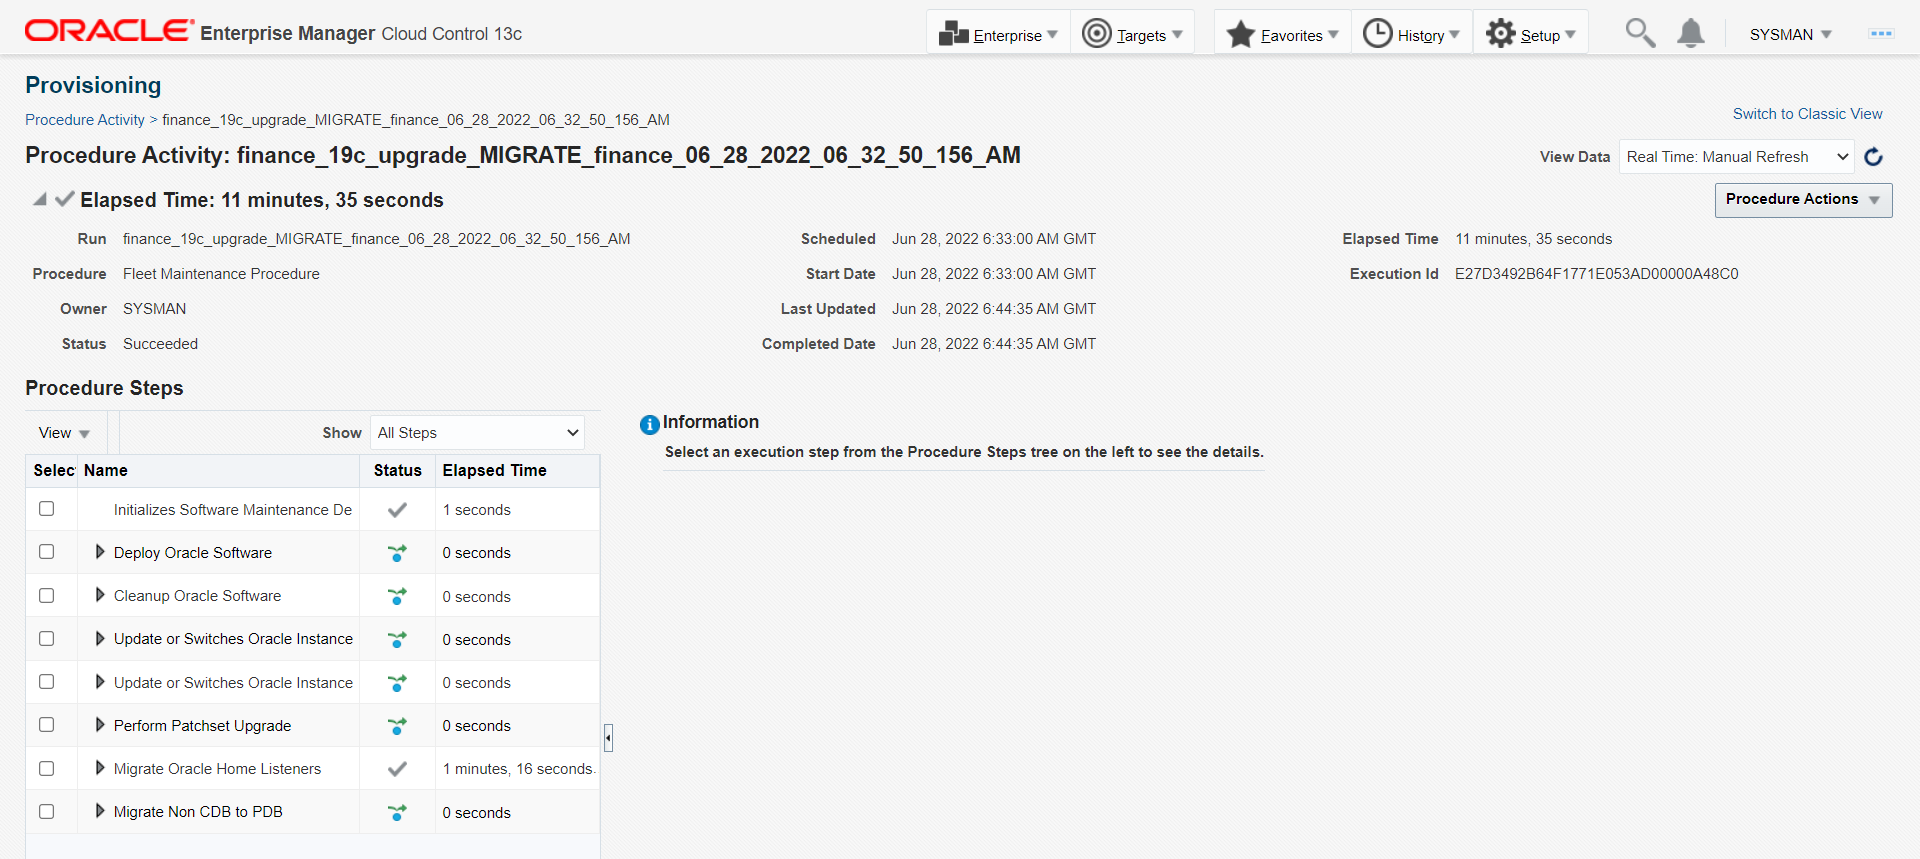 ORACLE Enterprise Manager Cloud Control 13c
Enterprise
Targets
Favorites
History
Setup
SYSMAN
Provisioning
Procedure Activity > finance_19c_upgrade_MIGRATE_finance_06_28_2022_06_32_50_156_AM
Switch to Classic View
Procedure Activity: finance_19c_upgrade_MIGRATE_finance_06_28_2022_06_32_50_156_AM
View Data Real Time: Manual Refresh
Elapsed Time: 11 minutes, 35 seconds
Procedure Actions
Run finance_19c_upgrade_MIGRATE_finance_06_28_2022_06_32_50_156_AM
Procedure Fleet Maintenance Procedure
Owner SYSMAN
Status Succeeded
Scheduled Jun 28, 2022 6:33:00 AM GMT
Start Date Jun 28, 2022 6:33:00 AM GMT
Last Updated Jun 28, 2022 6:44:35 AM GMT
Completed Date Jun 28, 2022 6:44:35 AM GMT
Elapsed Time 11 minutes, 35 seconds
Execution Id E27D3492B64F1771E053AD00000A48C0
Procedure Steps
View
Show All Steps
Selec Name Status Elapsed Time
Initializes Software Maintenance De 1 seconds
Deploy Oracle Software 0 seconds
Cleanup Oracle Software 0 seconds
Update or Switches Oracle Instance 0 seconds
Update or Switches Oracle Instance 0 seconds
Perform Patchset Upgrade 0 seconds
Migrate Oracle Home Listeners 1 minutes, 16 seconds.
Migrate Non CDB to PDB 0 seconds
Information
Select an execution step from the Procedure Steps tree on the left to see the details.